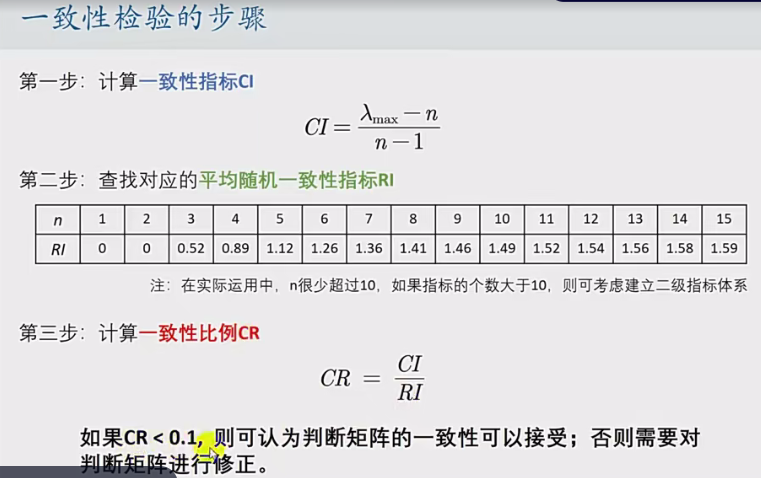 一致性检验的步骤
第一步：计算一致性指标CI
CI = (λmax − n) / (n − 1)
第二步：查找对应的平均随机一致性指标RI
n 1 2 3 4 5 6 7 8 9 10 11 12 13 14 15
RI 0 0 0.52 0.89 1.12 1.26 1.36 1.41 1.46 1.49 1.52 1.54 1.56 1.58 1.59
注：在实际运用中，n很少超过10，如果指标的个数大于10，则可考虑建立二级指标体系
第三步：计算一致性比例CR
CR = CI / RI
如果CR < 0.1, 则可认为判断矩阵的一致性可以接受；否则需要对
判断矩阵进行修正。